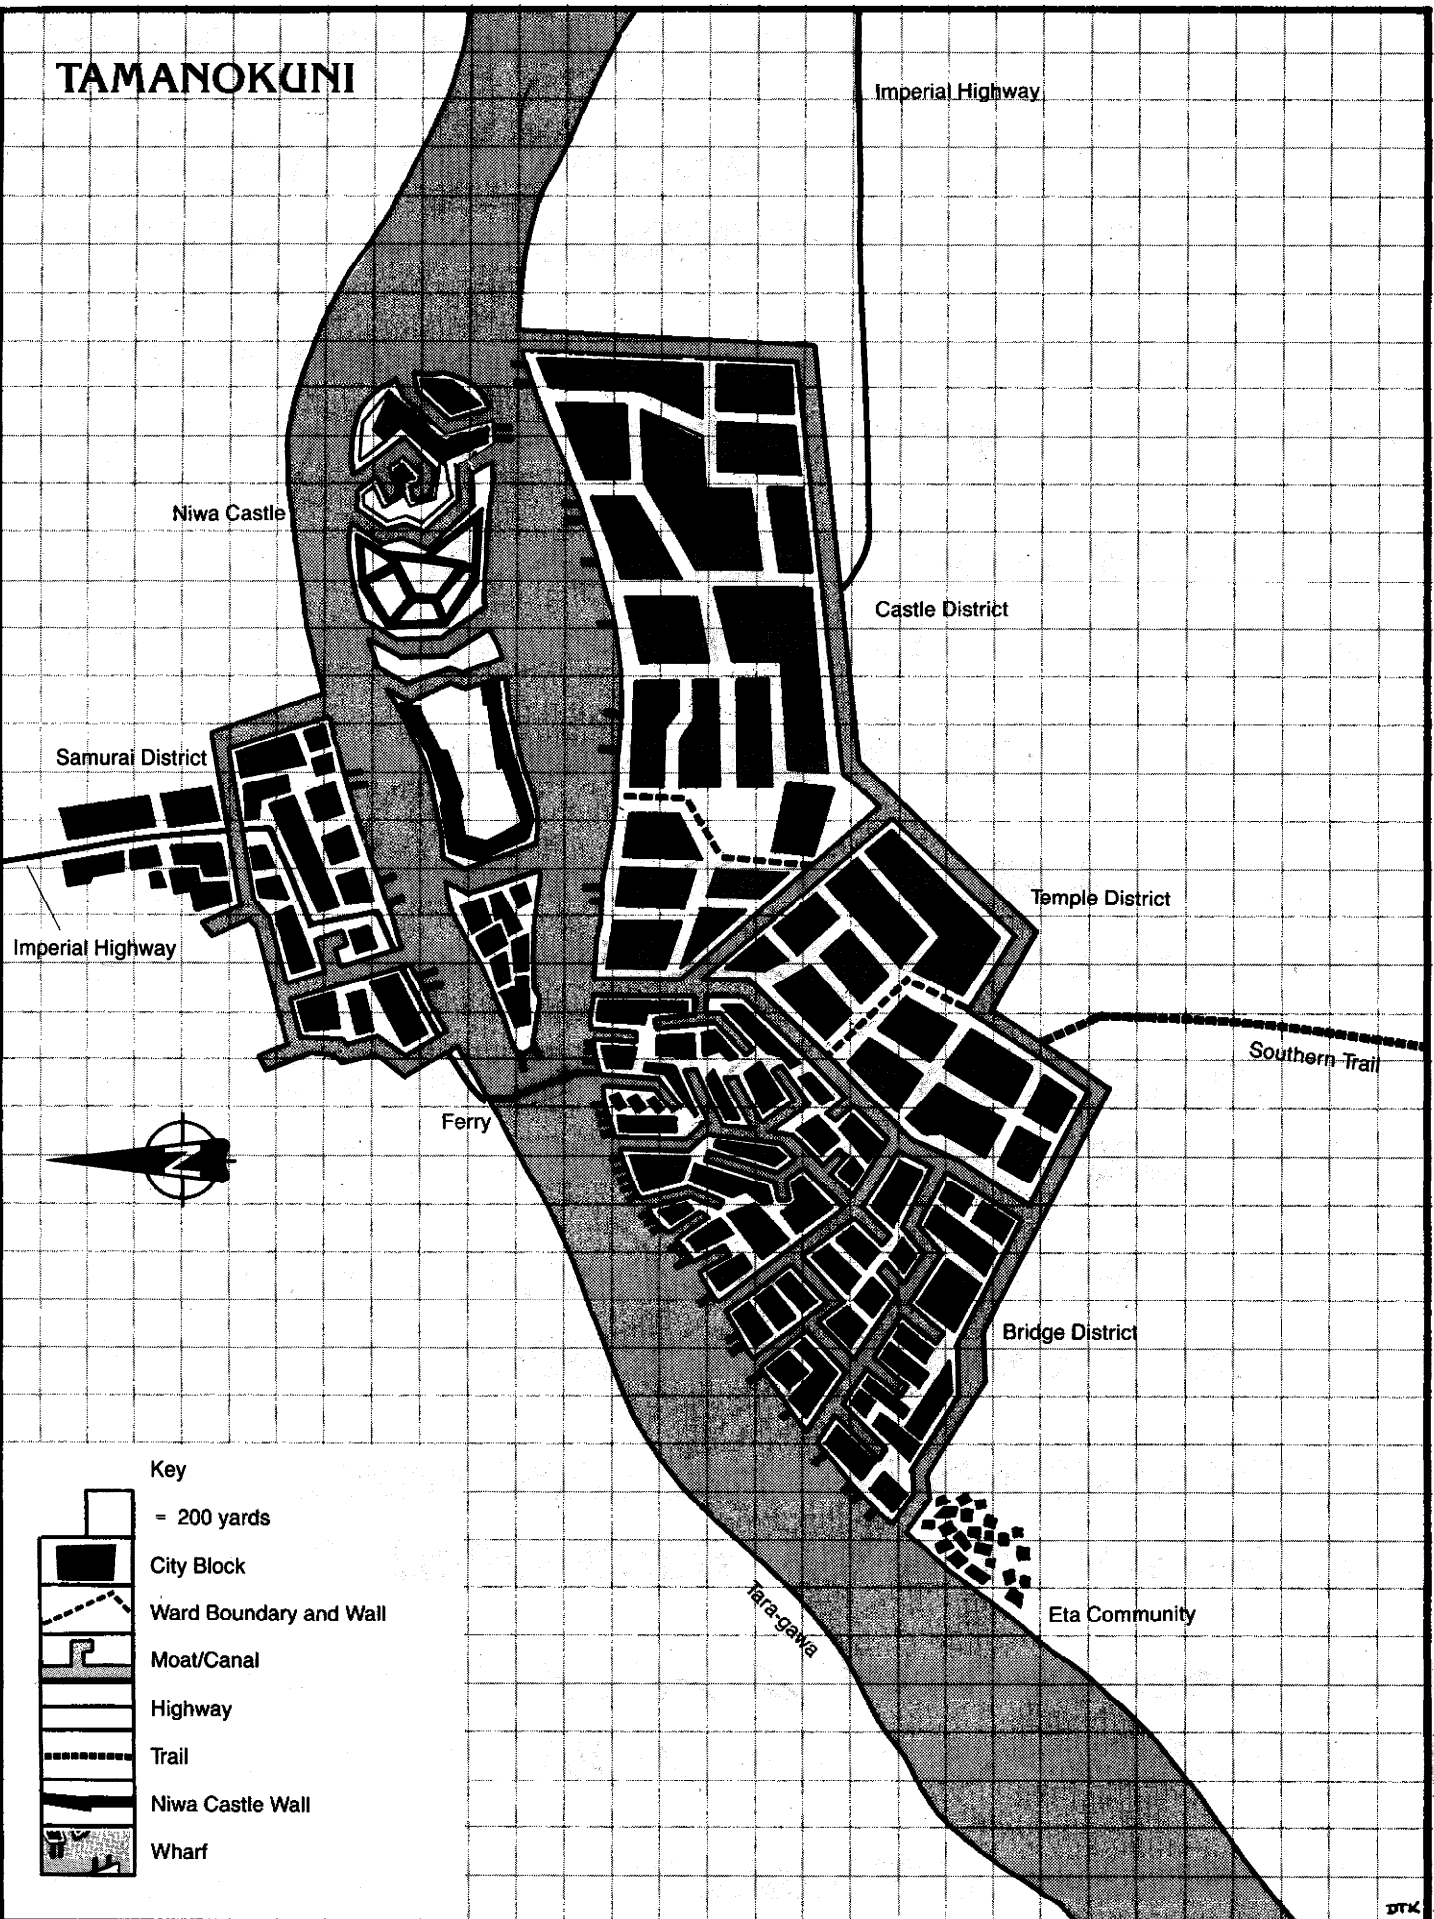 TAMANOKUNI
Imperial Highway
Niwa Castle
Castle District
Samurai District
Temple District
Imperial Highway
Southern Trail
Ferry
N
Bridge District
Key
= 200 yards
City Block
Ward Boundary and Wall
Moat/Canal
Highway
Trail
Niwa Castle Wall
Wharf
Tara-gawa
Eta Community
DTK